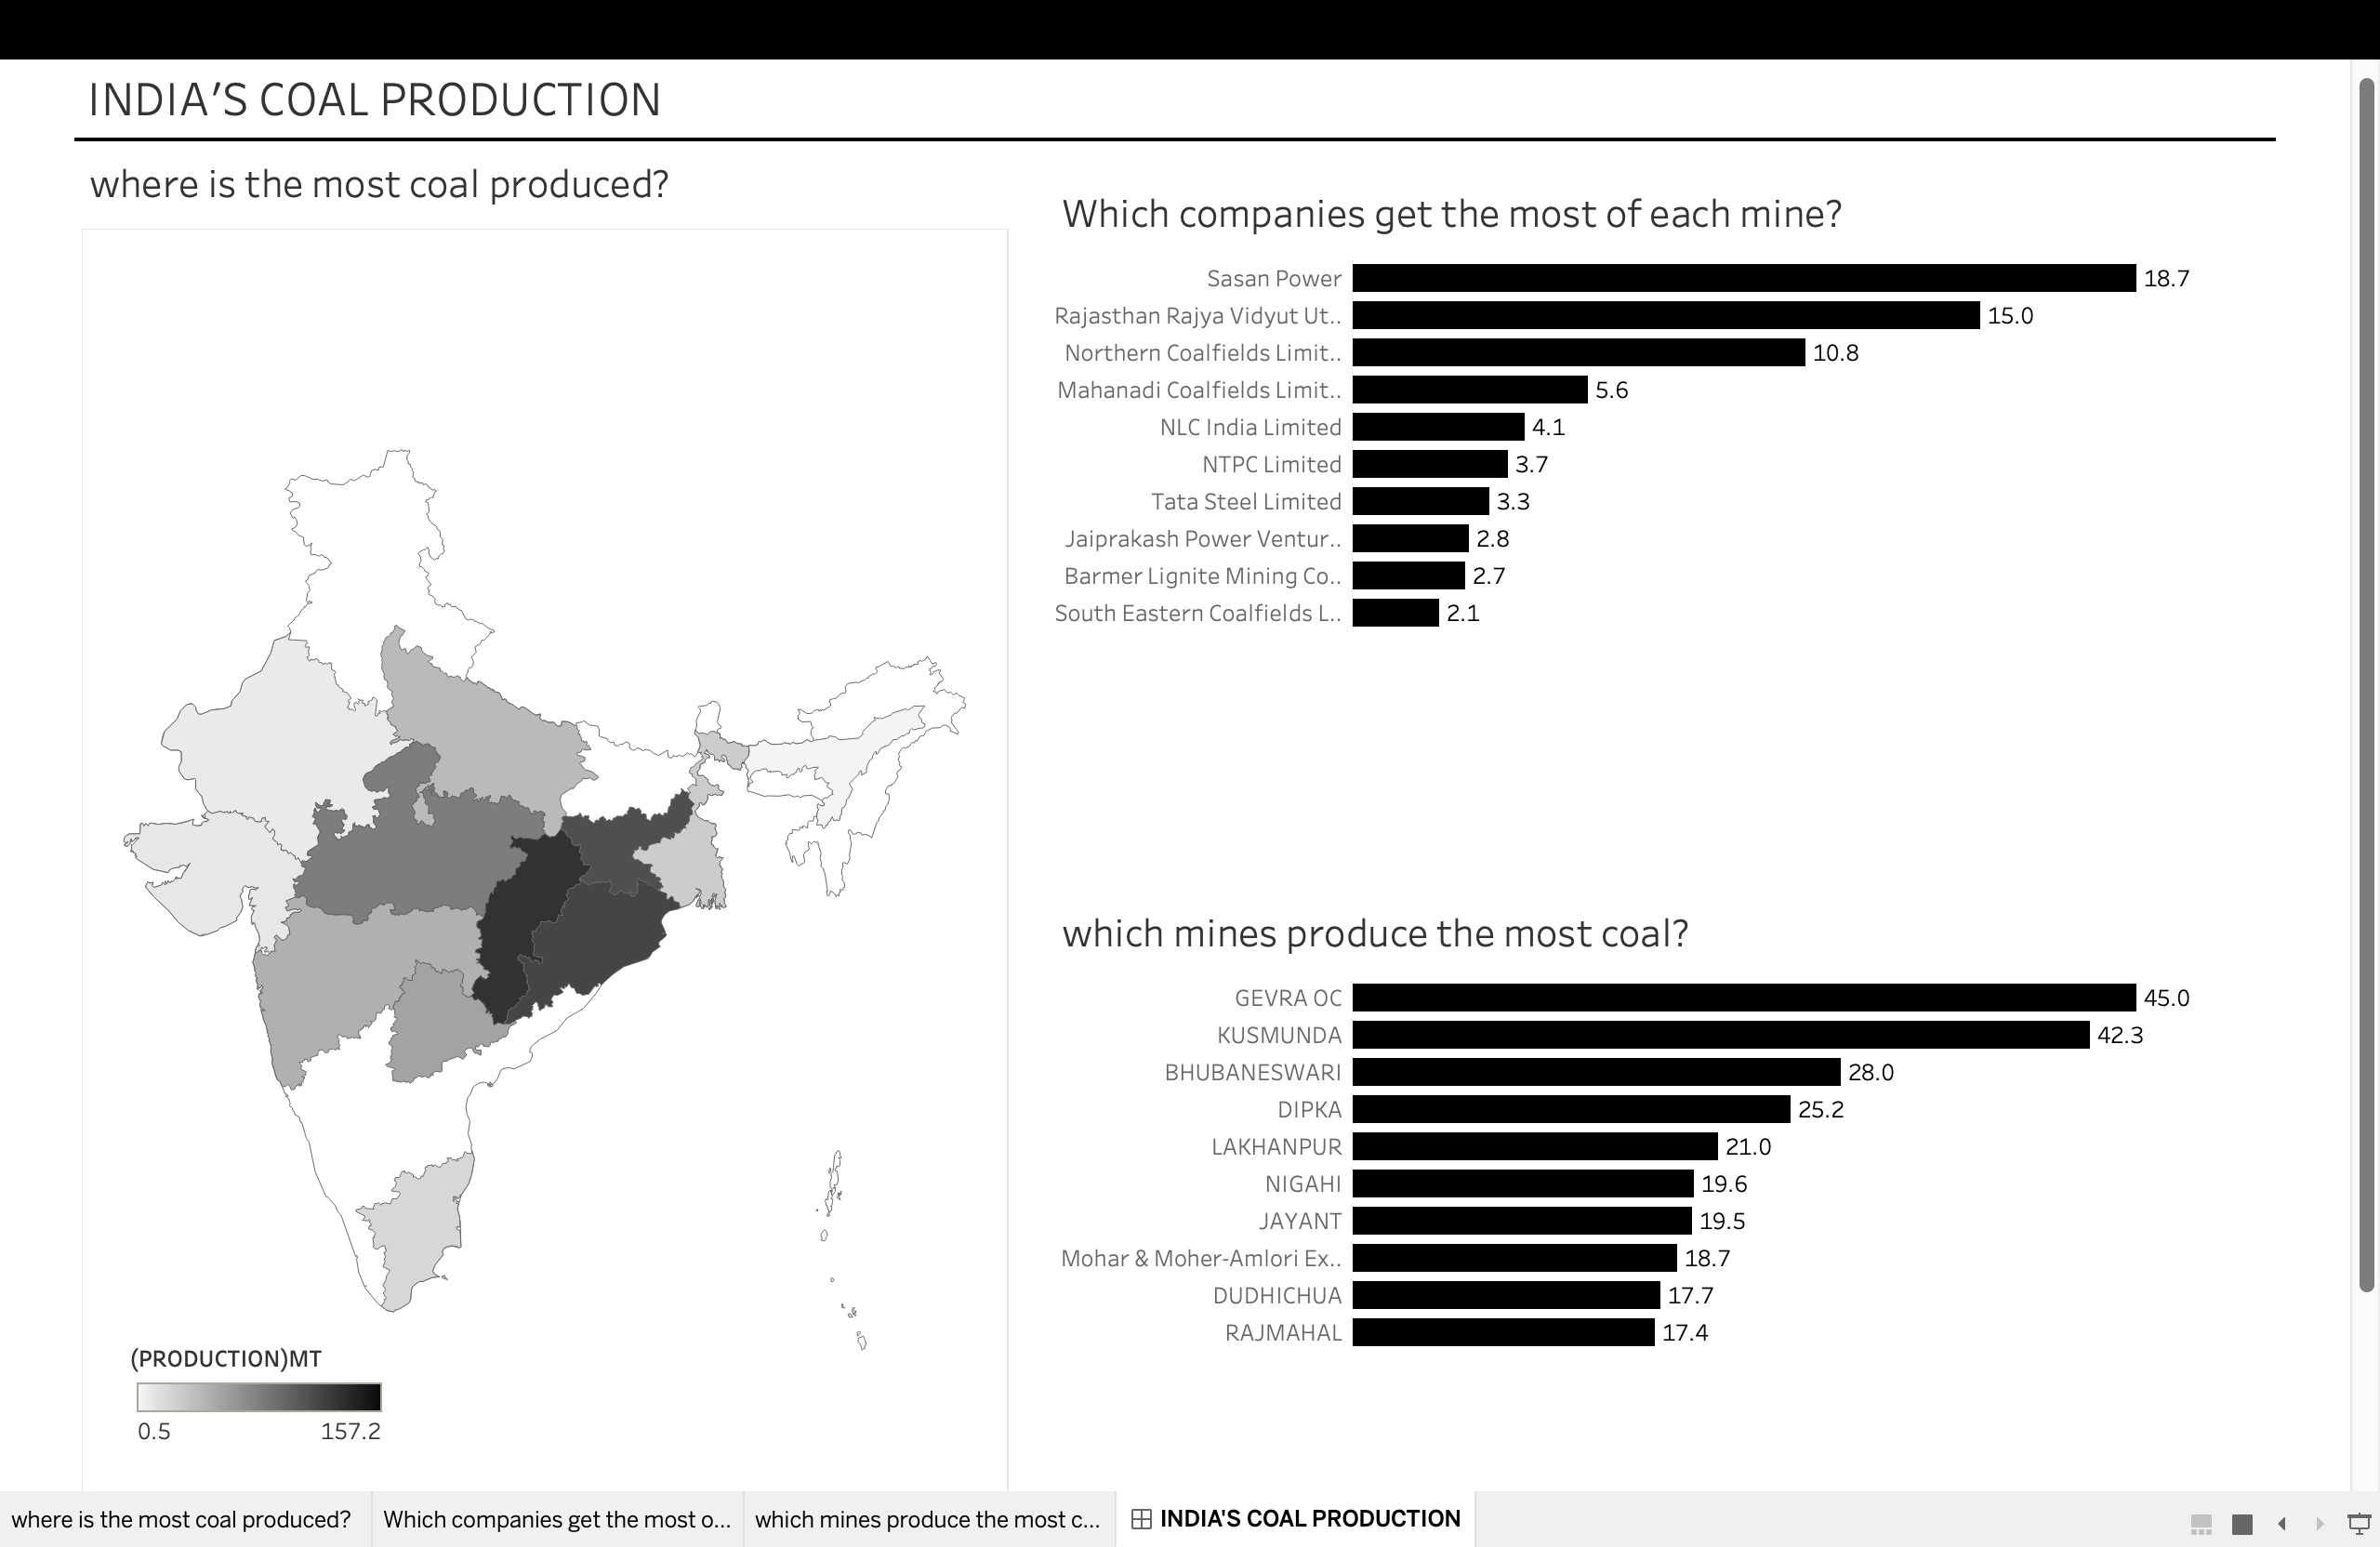 INDIA'S COAL PRODUCTION
where is the most coal produced?
(PRODUCTION)MT
0.5 157.2
Which companies get the most of each mine?
Sasan Power 18.7
Rajasthan Rajya Vidyut Ut.. 15.0
Northern Coalfields Limit.. 10.8
Mahanadi Coalfields Limit.. 5.6
NLC India Limited 4.1
NTPC Limited 3.7
Tata Steel Limited 3.3
Jaiprakash Power Ventur.. 2.8
Barmer Lignite Mining Co.. 2.7
South Eastern Coalfields L.. 2.1
which mines produce the most coal?
GEVRA OC 45.0
KUSMUNDA 42.3
BHUBANESWARI 28.0
DIPKA 25.2
LAKHANPUR 21.0
NIGAHI 19.6
JAYANT 19.5
Mohar & Moher-Amlori Ex.. 18.7
DUDHICHUA 17.7
RAJMAHAL 17.4
where is the most coal produced? Which companies get the most o... which mines produce the most c... INDIA'S COAL PRODUCTION